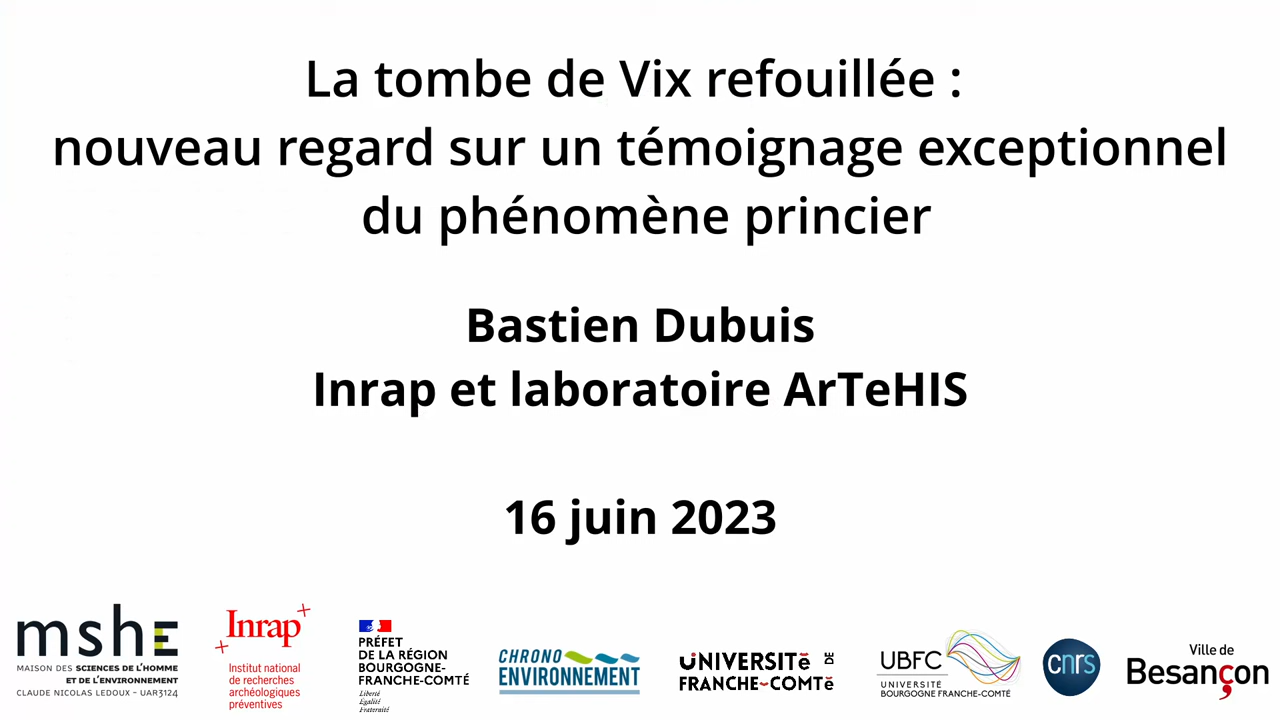 La tombe de Vix refouillée :
nouveau regard sur un témoignage exceptionnel
du phénomène princier
Bastien Dubuis
Inrap et laboratoire ArTeHIS
16 juin 2023
mshE
MAISON DES SCIENCES DE L'HOMME
ET DE L'ENVIRONNEMENT
CLAUDE NICOLAS LEDOUX - UAR3124
Inrap
Institut national
de recherches
archéologiques
préventives
PRÉFET
DE LA RÉGION
BOURGOGNE-
FRANCHE-COMTÉ
Liberté
Égalité
Fraternité
CHRONO
ENVIRONNEMENT
UNIVERSITĕ DE
FRANCHE-COMTĕ
UBFC
UNIVERSITÉ
BOURGOGNE FRANCHE-COMTÉ
cnrs
Ville de
Besançon